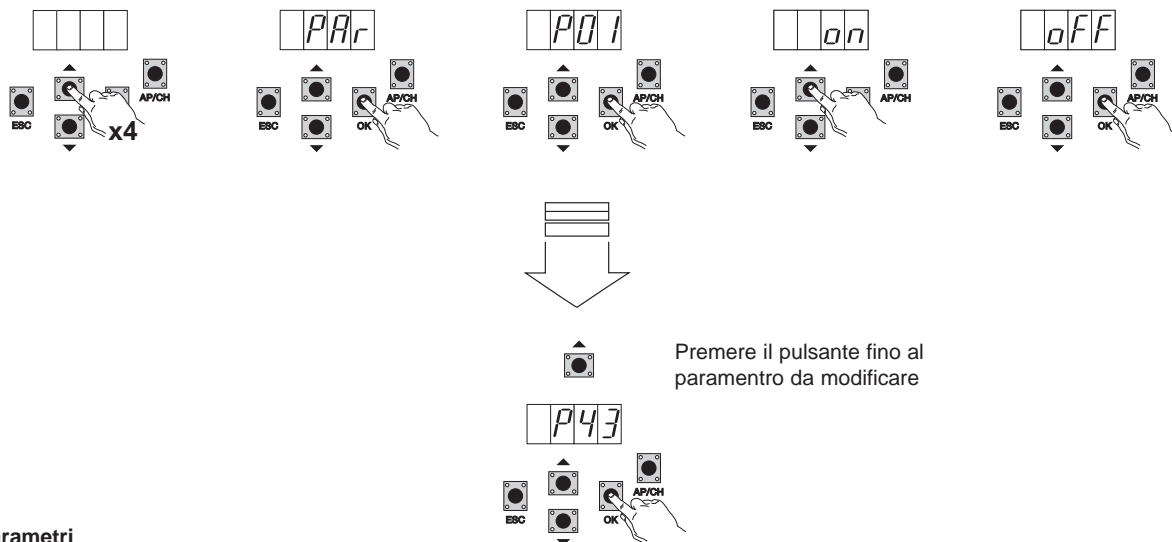 PAr
P01
on
oFF
AP/CH
ESC
x4
AP/CH
ESC
OK
AP/CH
ESC
OK
AP/CH
ESC
AP/CH
ESC
OK
Premere il pulsante fino al
paramentro da modificare
P43
AP/CH
ESC
OK